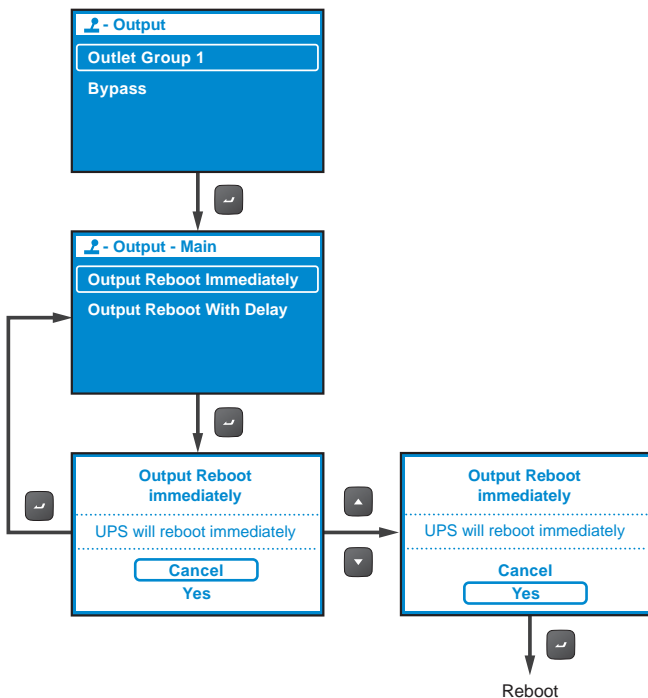 - Output
Outlet Group 1
Bypass
- Output - Main
Output Reboot Immediately
Output Reboot With Delay
Output Reboot
immediately
UPS will reboot immediately
Cancel
Yes
Output Reboot
immediately
UPS will reboot immediately
Cancel
Yes
Reboot